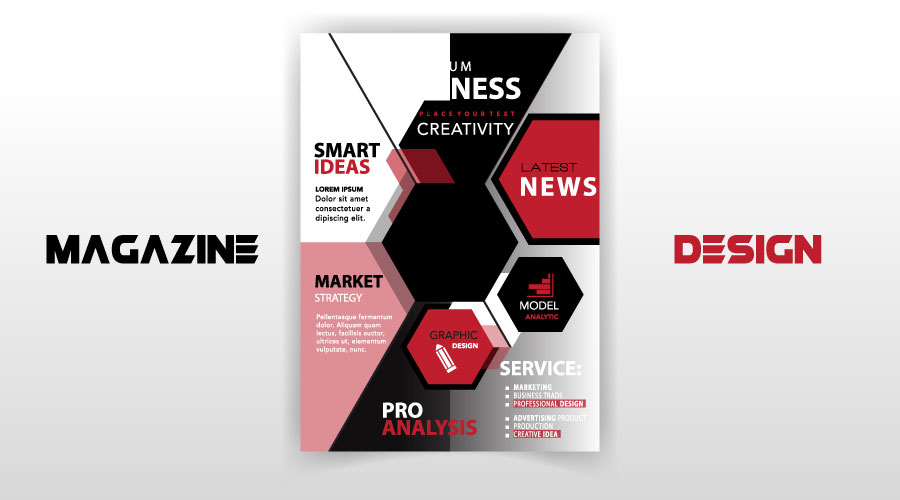 MAGAZINE
DESIGN
UM
NESS
PLACE YOUR TEXT
CREATIVITY
SMART
IDEAS
LOREM IPSUM
Dolor sit amet
consectetuer a
dipiscing elit.
LATEST
NEWS
MARKET
STRATEGY
Pellentesque fermentum
dolor. Aliquam quam
lectus, facilisis auctor,
ultrices ut, elementum
vulputate, nunc.
MODEL
ANALYTIC
GRAPHIC
DESIGN
SERVICE:
MARKETING
BUSINESS TRADE
PROFESSIONAL DESIGN
ADVERTISING PRODUCT
PRODUCTION
CREATIVE IDEA
PRO
ANALYSIS